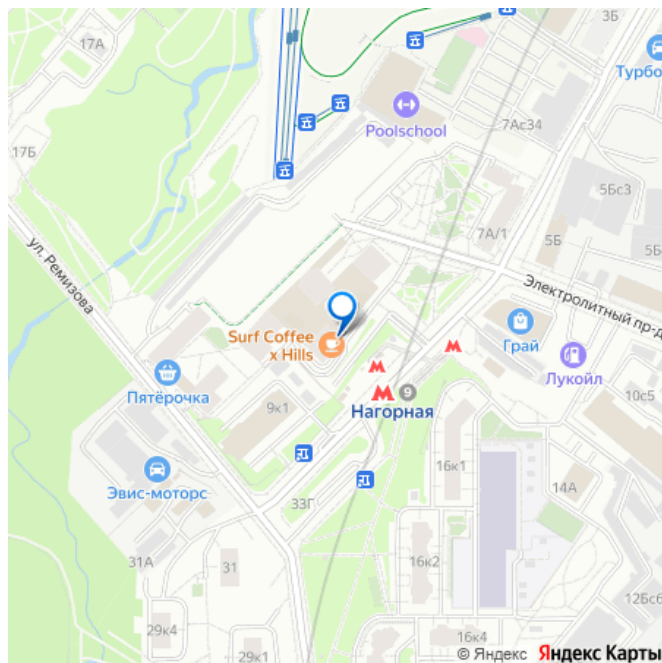 17А
3Б
Турбо
Poolschool
7Ас34
17Б
5Бс3
7А/1
5Б
5Б
ул. Ремизова
Электролитный пр-д
Surf Coffee
x Hills
Грай
Лукойл
Пятёрочка
9к1
Нагорная
9
10с5
16к1
Эвис-моторс
14А
33Г
31А
31
16к2
12Бс6
29к4
29к1
16к4
© Яндекс Яндекс Карты